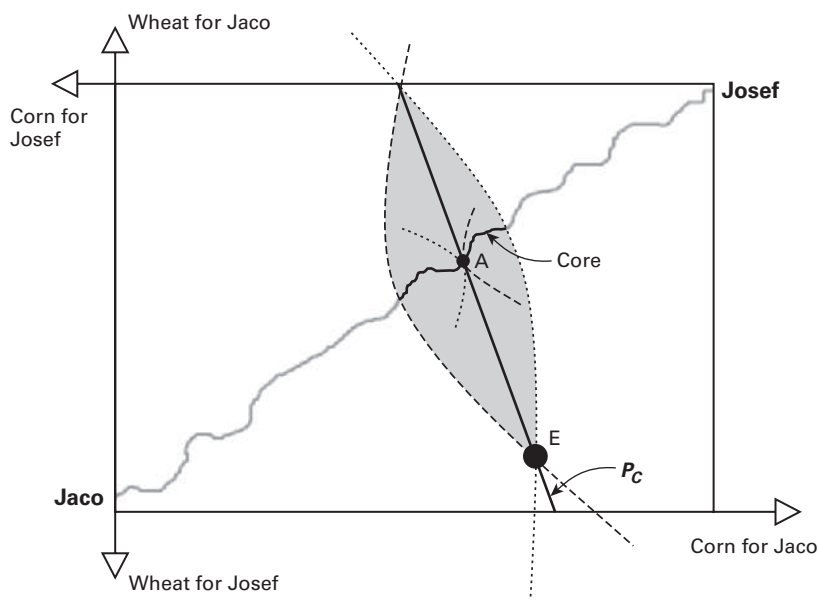 Wheat for Jaco
Corn for
Josef
Josef
A
Core
E
P_C
Jaco
Corn for Jaco
Wheat for Josef